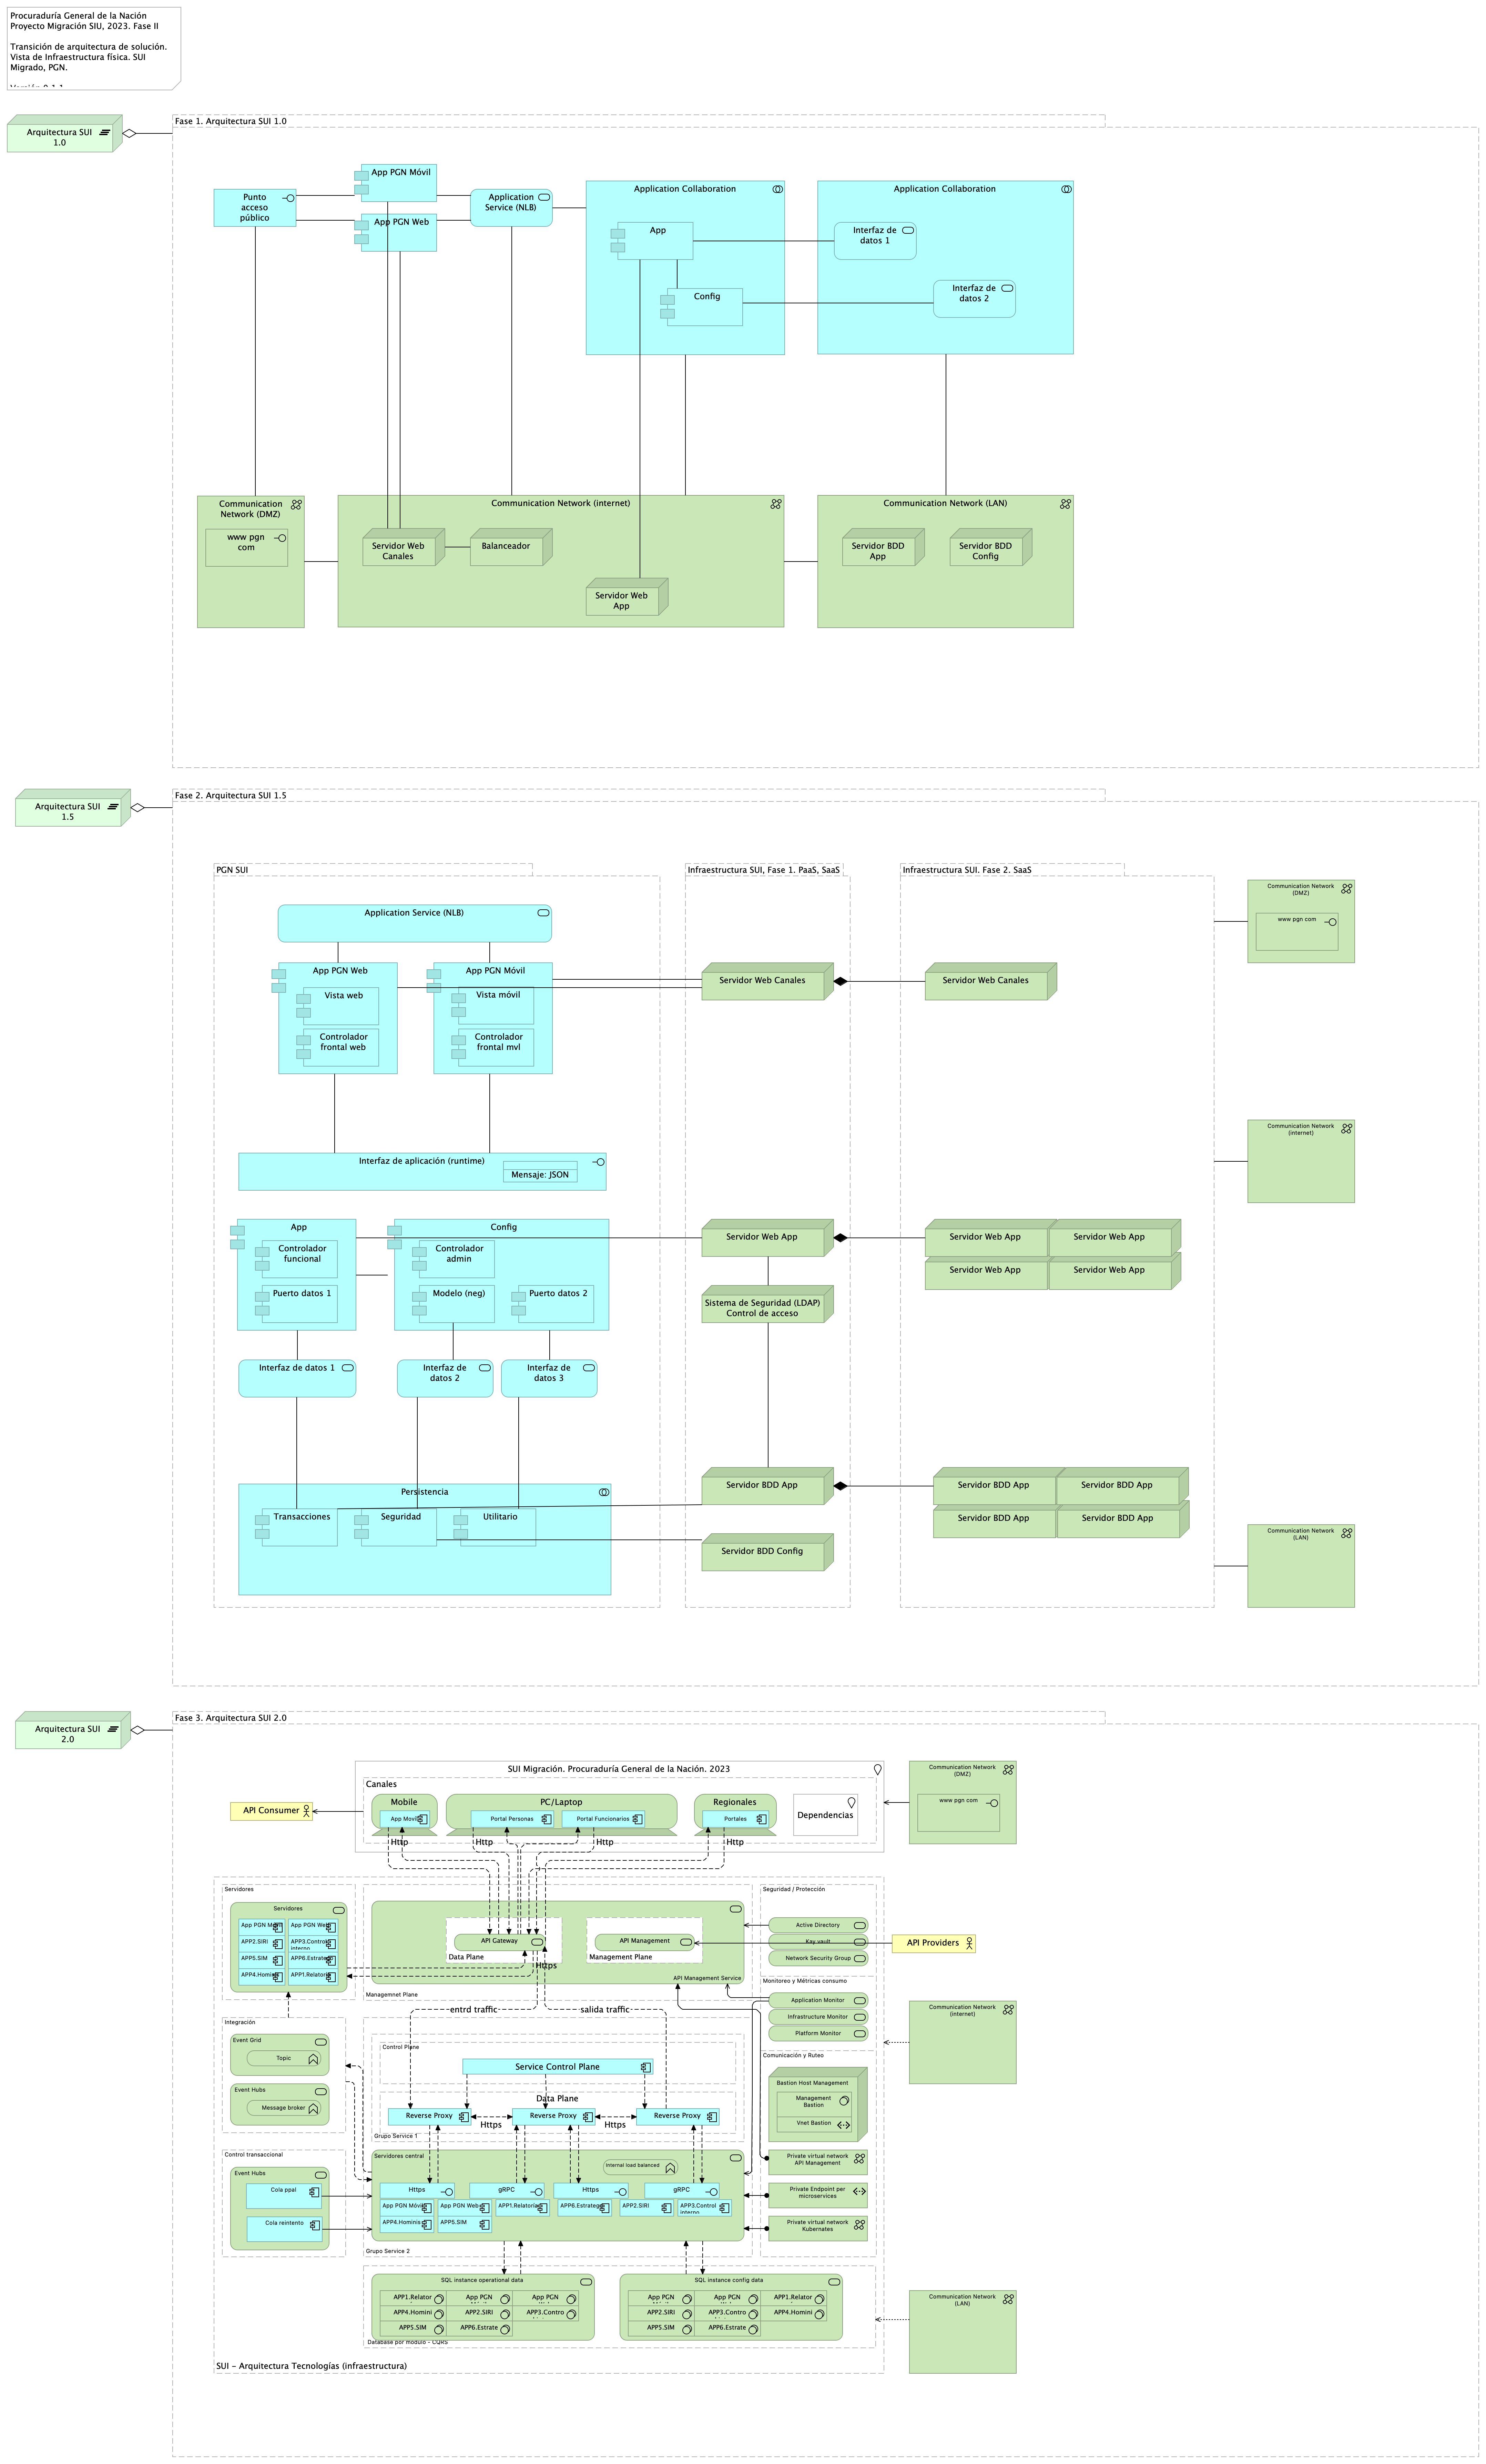 Procuraduría General de la Nación
Proyecto Migración SIU, 2023. Fase II
Transición de arquitectura de solución.
Vista de Infraestructura física. SUI
Migrado, PGN.
Arquitectura SUI
1.0
Fase 1. Arquitectura SUI 1.0
Punto
acceso
público
App PGN Móvil
App PGN Web
Application
Service (NLB)
Application Collaboration
App
Config
Application Collaboration
Interfaz de
datos 1
Interfaz de
datos 2
Communication
Network (DMZ)
www pgn
com
Communication Network (internet)
Servidor Web
Canales
Balanceador
Servidor Web
App
Communication Network (LAN)
Servidor BDD
App
Servidor BDD
Config
Arquitectura SUI
1.5
Fase 2. Arquitectura SUI 1.5
PGN SUI
Application Service (NLB)
App PGN Web
Vista web
Controlador
frontal web
App PGN Móvil
Vista móvil
Controlador
frontal mvl
Interfaz de aplicación (runtime)
Mensaje: JSON
App
Controlador
funcional
Puerto datos 1
Config
Controlador
admin
Modelo (neg)
Puerto datos 2
Interfaz de datos 1
Interfaz de
datos 2
Interfaz de
datos 3
Persistencia
Transacciones
Seguridad
Utilitario
Infraestructura SUI, Fase 1. PaaS, SaaS
Servidor Web Canales
Servidor Web App
Sistema de Seguridad (LDAP)
Control de acceso
Servidor BDD App
Servidor BDD Config
Infraestructura SUI. Fase 2. SaaS
Servidor Web Canales
Servidor Web App
Servidor Web App
Servidor Web App
Servidor Web App
Servidor BDD App
Servidor BDD App
Servidor BDD App
Servidor BDD App
Communication Network
(DMZ)
www pgn com
Communication Network
(internet)
Communication Network
(LAN)
Arquitectura SUI
2.0
Fase 3. Arquitectura SUI 2.0
SUI Migración. Procuraduría General de la Nación. 2023
Canales
Mobile
App Movil
PC/Laptop
Portal Personas
Portal Funcionarios
Regionales
Portales
Dependencias
API Consumer
Http
Http
Http
Http
Communication Network
(DMZ)
www pgn com
Servidores
Servidores
App PGN
App PGN Web
APP2.SIRI
APP3.Control
interno
APP5.SIM
APP6.Estrate
APP4.Homini
APP1.Relatoría
API Gateway
Data Plane
API Management
Management Plane
Https
API Management Service
Managemnet Plane
Seguridad / Protección
Active Directory
Key vault
Network Security Group
API Providers
Monitoreo y Métricas consumo
Application Monitor
Infrastructure Monitor
Platform Monitor
entrd traffic
salida traffic
Integración
Event Grid
Topic
Event Hubs
Message broker
Control Plane
Service Control Plane
Data Plane
Reverse Proxy
Https
Reverse Proxy
Https
Reverse Proxy
Grupo Service 1
Comunicación y Ruteo
Bastion Host Management
Management
Bastion
Vnet Bastion
Private virtual network
API Management
Private Endpoint per
microservices
Private virtual network
Kubernates
Communication Network
(internet)
Control transaccional
Event Hubs
Cola ppal
Cola reintento
Servidores central
Internal load balanced
Https
gRPC
Https
gRPC
App PGN Móvil
App PGN Web
APP1.Relatoría
APP6.Estrateg
APP2.SIRI
APP3.Control
interno
APP4.Hominis
APP5.SIM
Grupo Service 2
SQL instance operational data
APP1.Relator
App PGN
App PGN
APP4.Homini
APP2.SIRI
APP3.Contro
APP5.SIM
APP6.Estrate
SQL instance config data
App PGN
App PGN
APP1.Relator
APP2.SIRI
APP3.Contro
APP4.Homini
APP5.SIM
APP6.Estrate
Database por modulo - CQRS
SUI - Arquitectura Tecnologías (infraestructura)
Communication Network
(LAN)